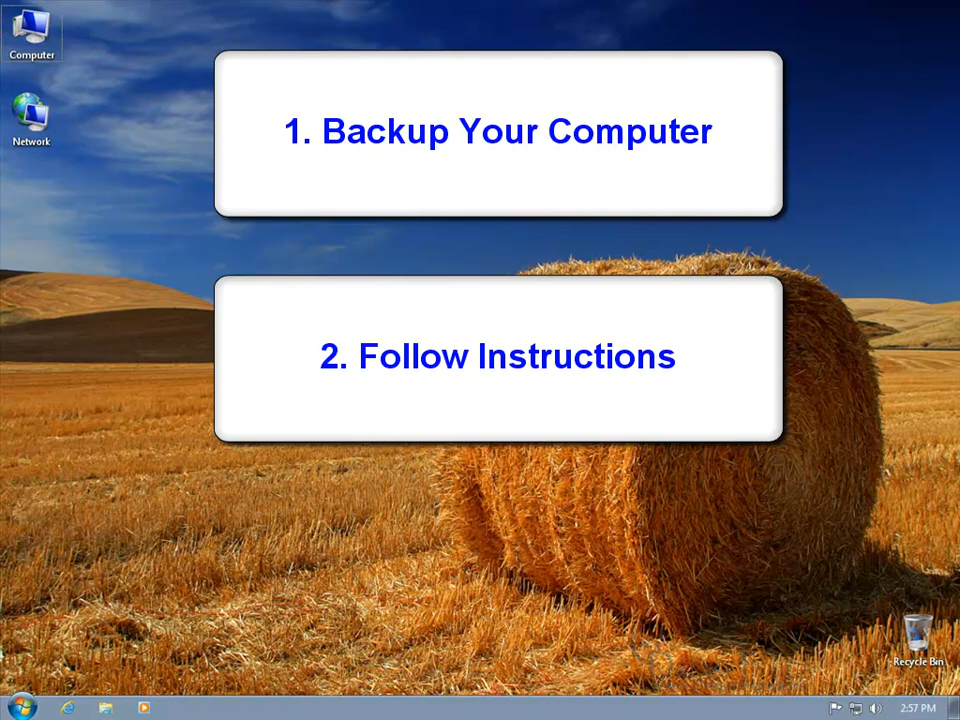 Computer
1. Backup Your Computer
Network
2. Follow Instructions
Recycle Bin
2:57 PM